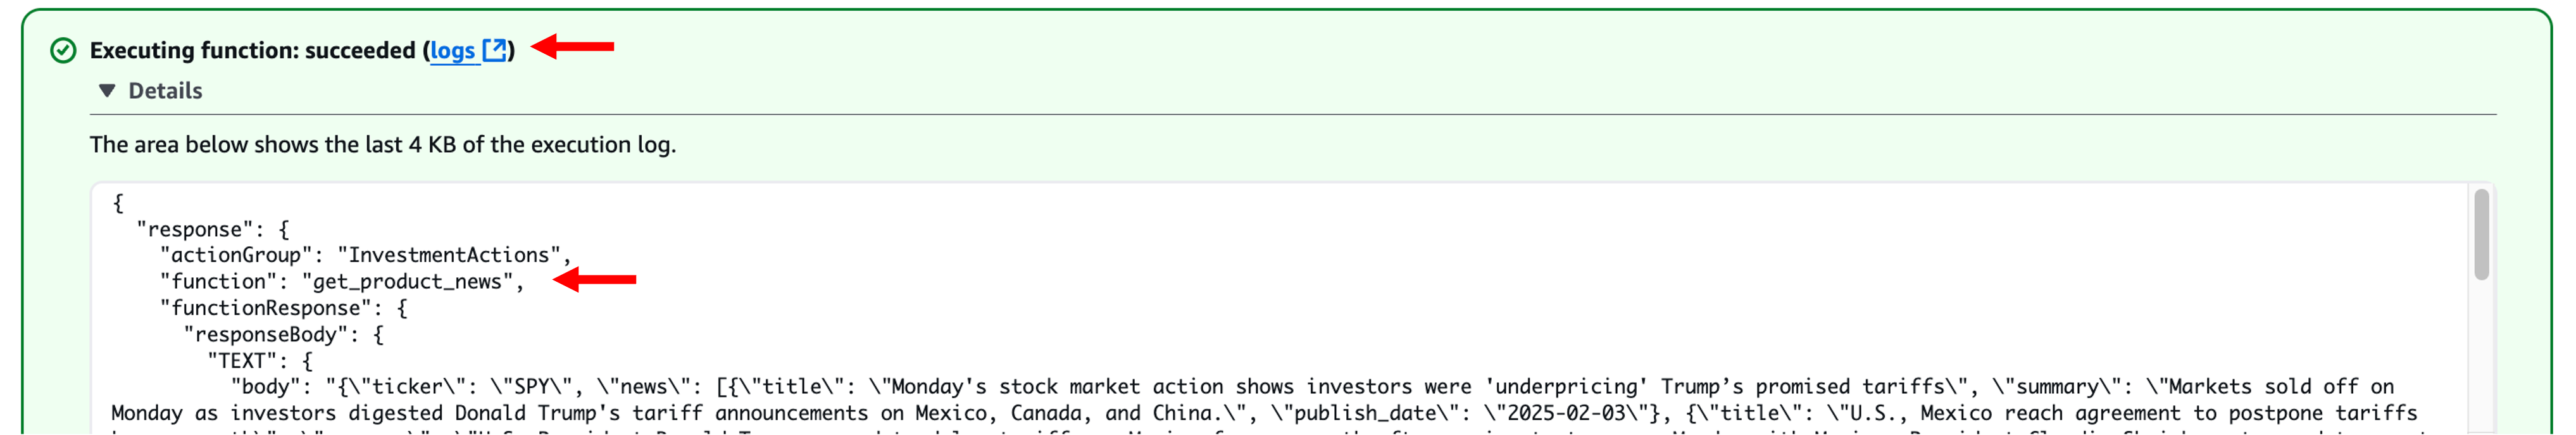 Executing function: succeeded (logs)
Details
The area below shows the last 4 KB of the execution log.
{
"response": {
"actionGroup": "InvestmentActions",
"function": "get_product_news",
"functionResponse": {
"responseBody": {
"TEXT": {
"body": "{\"ticker\": \"SPY\", \"news\": [{\"title\": \"Monday's stock market action shows investors were 'underpricing' Trump’s promised tariffs\", \"summary\": \"Markets sold off on
Monday as investors digested Donald Trump's tariff announcements on Mexico, Canada, and China.\", \"publish_date\": \"2025-02-03\"}, {\"title\": \"U.S., Mexico reach agreement to postpone tariffs